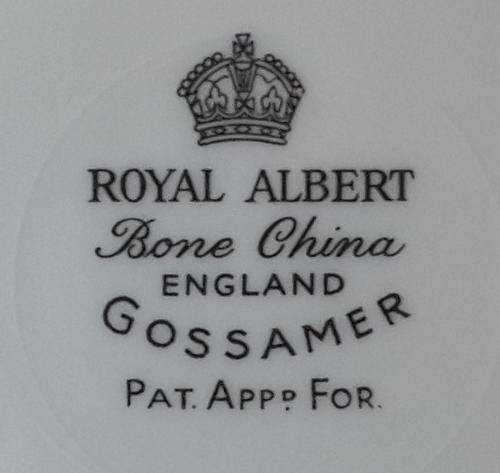 ROYAL ALBERT
Bone China
ENGLAND
GOSSAMER
PAT. APPD FOR.